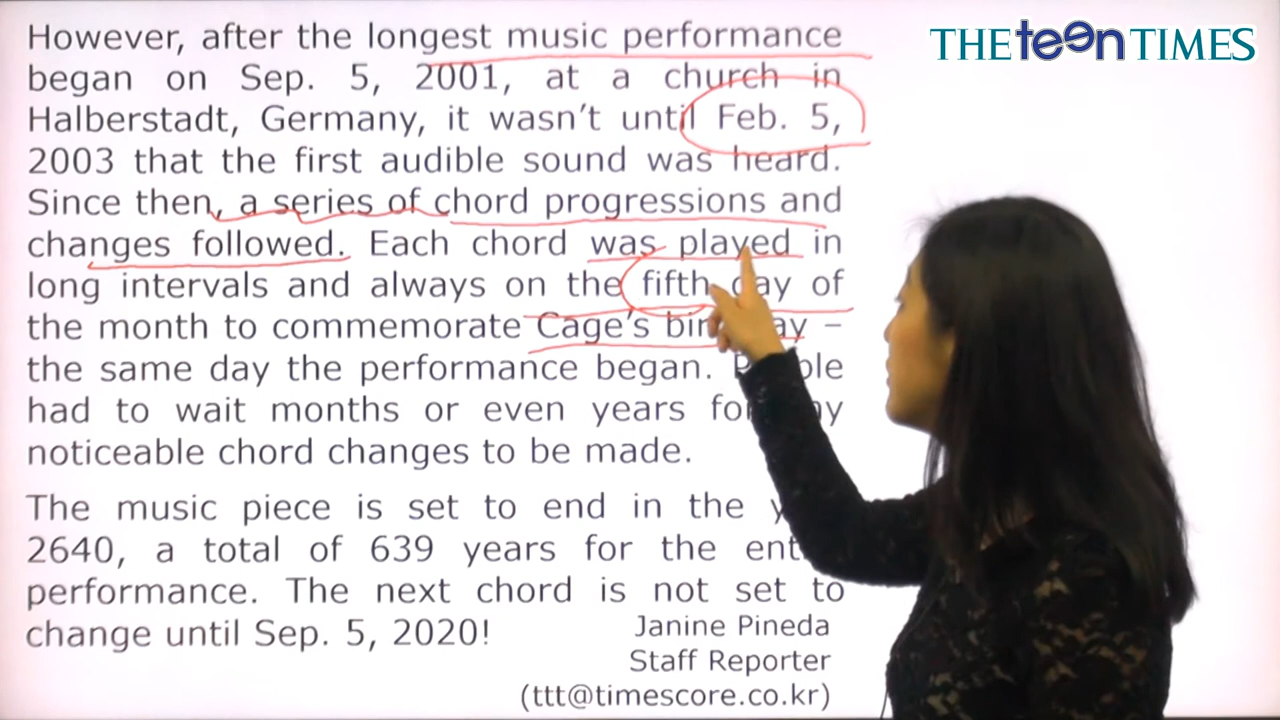 THE teen TIMES
However, after the longest music performance
began on Sep. 5, 2001, at a church in
Halberstadt, Germany, it wasn't until Feb. 5,
2003 that the first audible sound was heard.
Since then, a series of chord progressions and
changes followed. Each chord was played in
long intervals and always on the fifth day of
the month to commemorate Cage's birthday –
the same day the performance began. People
had to wait months or even years for any
noticeable chord changes to be made.
The music piece is set to end in the
2640, a total of 639 years for the
performance. The next chord is not set to
change until Sep. 5, 2020!
Janine Pineda
Staff Reporter
(ttt@timescore.co.kr)